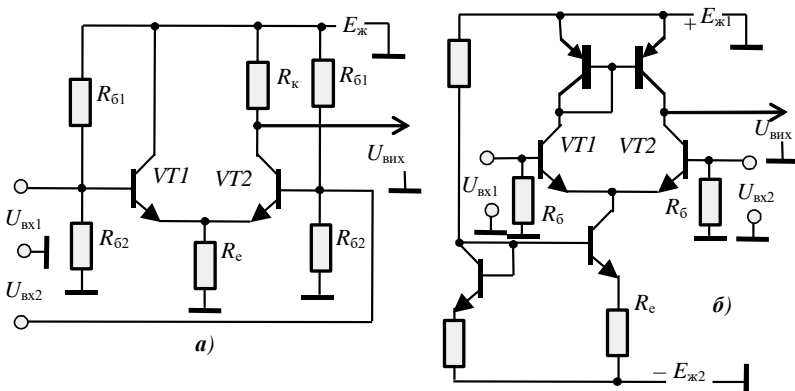 Eж
Rб1
Rк
Rб1
Uвих
VT1
VT2
Uвх1
Rб2
Rе
Rб2
Uвх2
а)
+ Eж1
Uвих
VT1
VT2
Uвх1
Rб
Rб
Uвх2
Rе
б)
− Eж2